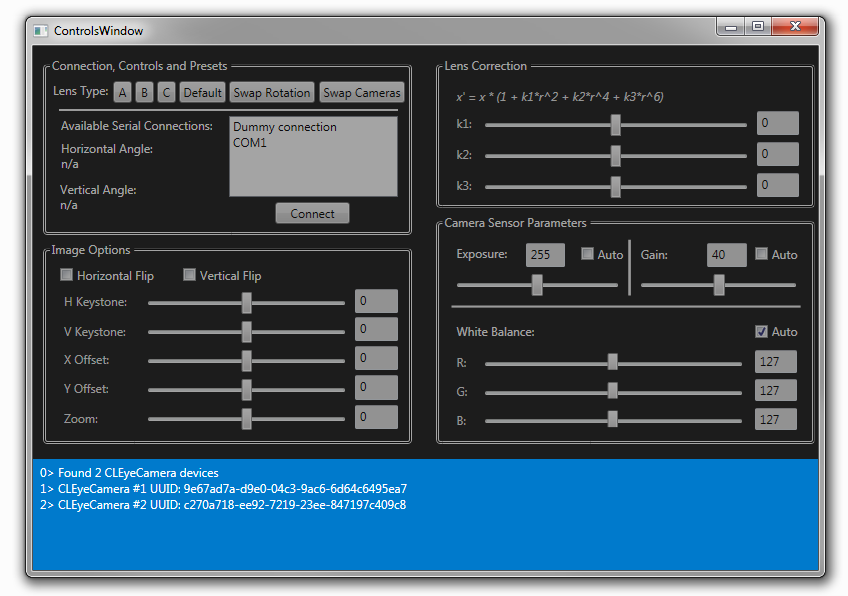 ControlsWindow
Connection, Controls and Presets
Lens Type: A B C Default Swap Rotation Swap Cameras
Available Serial Connections:
Dummy connection
COM1
Horizontal Angle:
n/a
Vertical Angle:
n/a
Connect
Image Options
Horizontal Flip Vertical Flip
H Keystone: 0
V Keystone: 0
X Offset: 0
Y Offset: 0
Zoom: 0
Lens Correction
x' = x * (1 + k1*r^2 + k2*r^4 + k3*r^6)
k1: 0
k2: 0
k3: 0
Camera Sensor Parameters
Exposure: 255 Auto Gain: 40 Auto
White Balance: Auto
R: 127
G: 127
B: 127
0> Found 2 CLEyeCamera devices
1> CLEyeCamera #1 UUID: 9e67ad7a-d9e0-04c3-9ac6-6d64c6495ea7
2> CLEyeCamera #2 UUID: c270a718-ee92-7219-23ee-847197c409c8